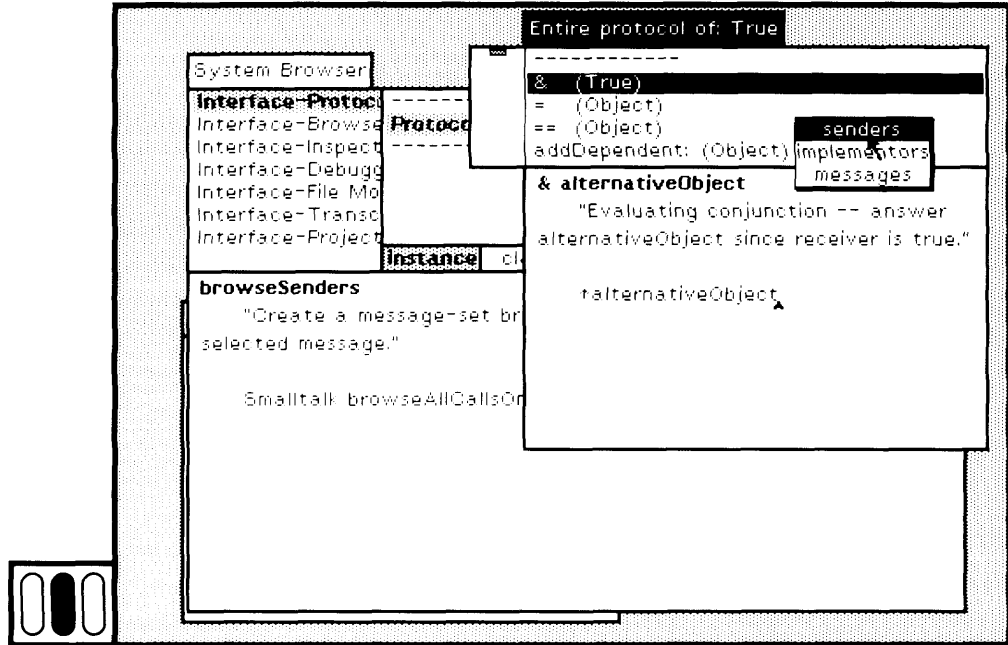 Entire protocol of: True
------------
& (True)
= (Object)
== (Object)
addDependent: (Object)
senders
implementors
messages
& alternativeObject
"Evaluating conjunction -- answer
alternativeObject since receiver is true."
↑alternativeObject
System Browser
Interface-Protoc
Interface-Browse
Interface-Inspect
Interface-Debugg
Interface-File Mo
Interface-Transc
Interface-Project
Protoco
instance cl
browseSenders
"Create a message-set br
selected message."
Smalltalk browseAllCallsOn